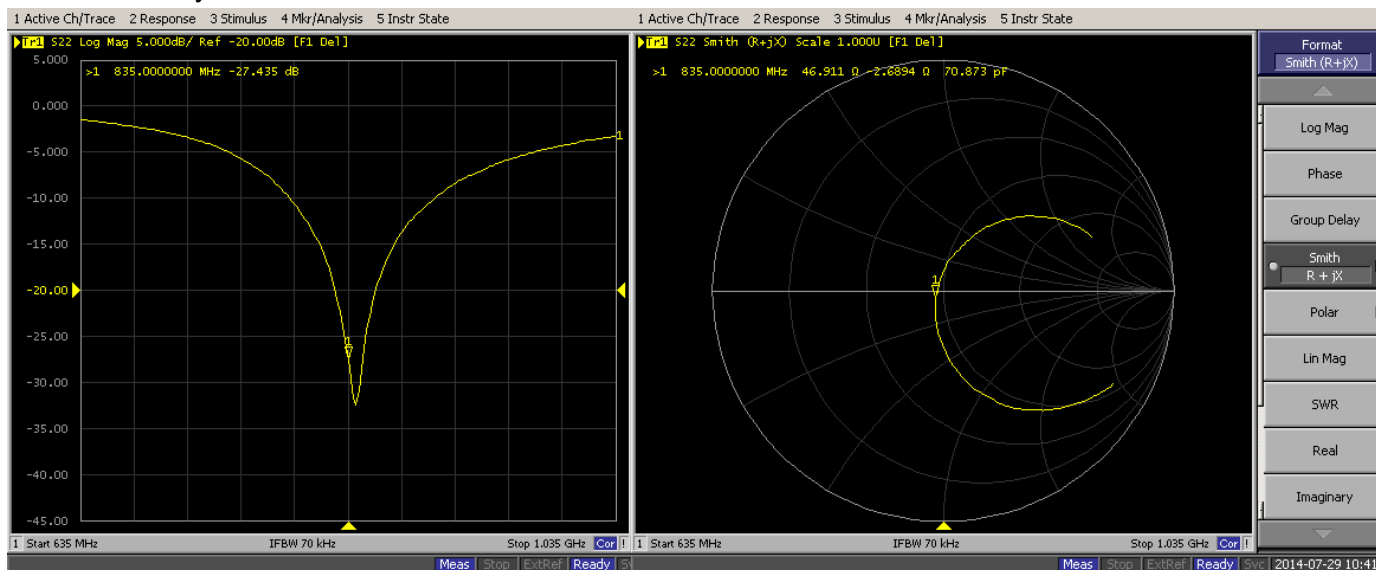 1 Active Ch/Trace 2 Response 3 Stimulus 4 Mkr/Analysis 5 Instr State
Tr1 S22 Log Mag 5.000dB/ Ref -20.00dB [F1 Del]
5.000
>1 835.0000000 MHz -27.435 dB
0.000
-5.000
-10.00
-15.00
-20.00
-25.00
-30.00
-35.00
-40.00
-45.00
1
1
1 Start 635 MHz IFBW 70 kHz Stop 1.035 GHz Cor !
Meas Stop ExtRef Ready
1 Active Ch/Trace 2 Response 3 Stimulus 4 Mkr/Analysis 5 Instr State
Tr1 S22 Smith (R+jX) Scale 1.000U [F1 Del]
>1 835.0000000 MHz 46.911 Ω -2.6894 Ω 70.873 pF
1
1 Start 635 MHz IFBW 70 kHz Stop 1.035 GHz Cor !
Meas Stop ExtRef Ready Svc 2014-07-29 10:41
Format
Smith (R+jX)
Log Mag
Phase
Group Delay
Smith
R + jX
Polar
Lin Mag
SWR
Real
Imaginary